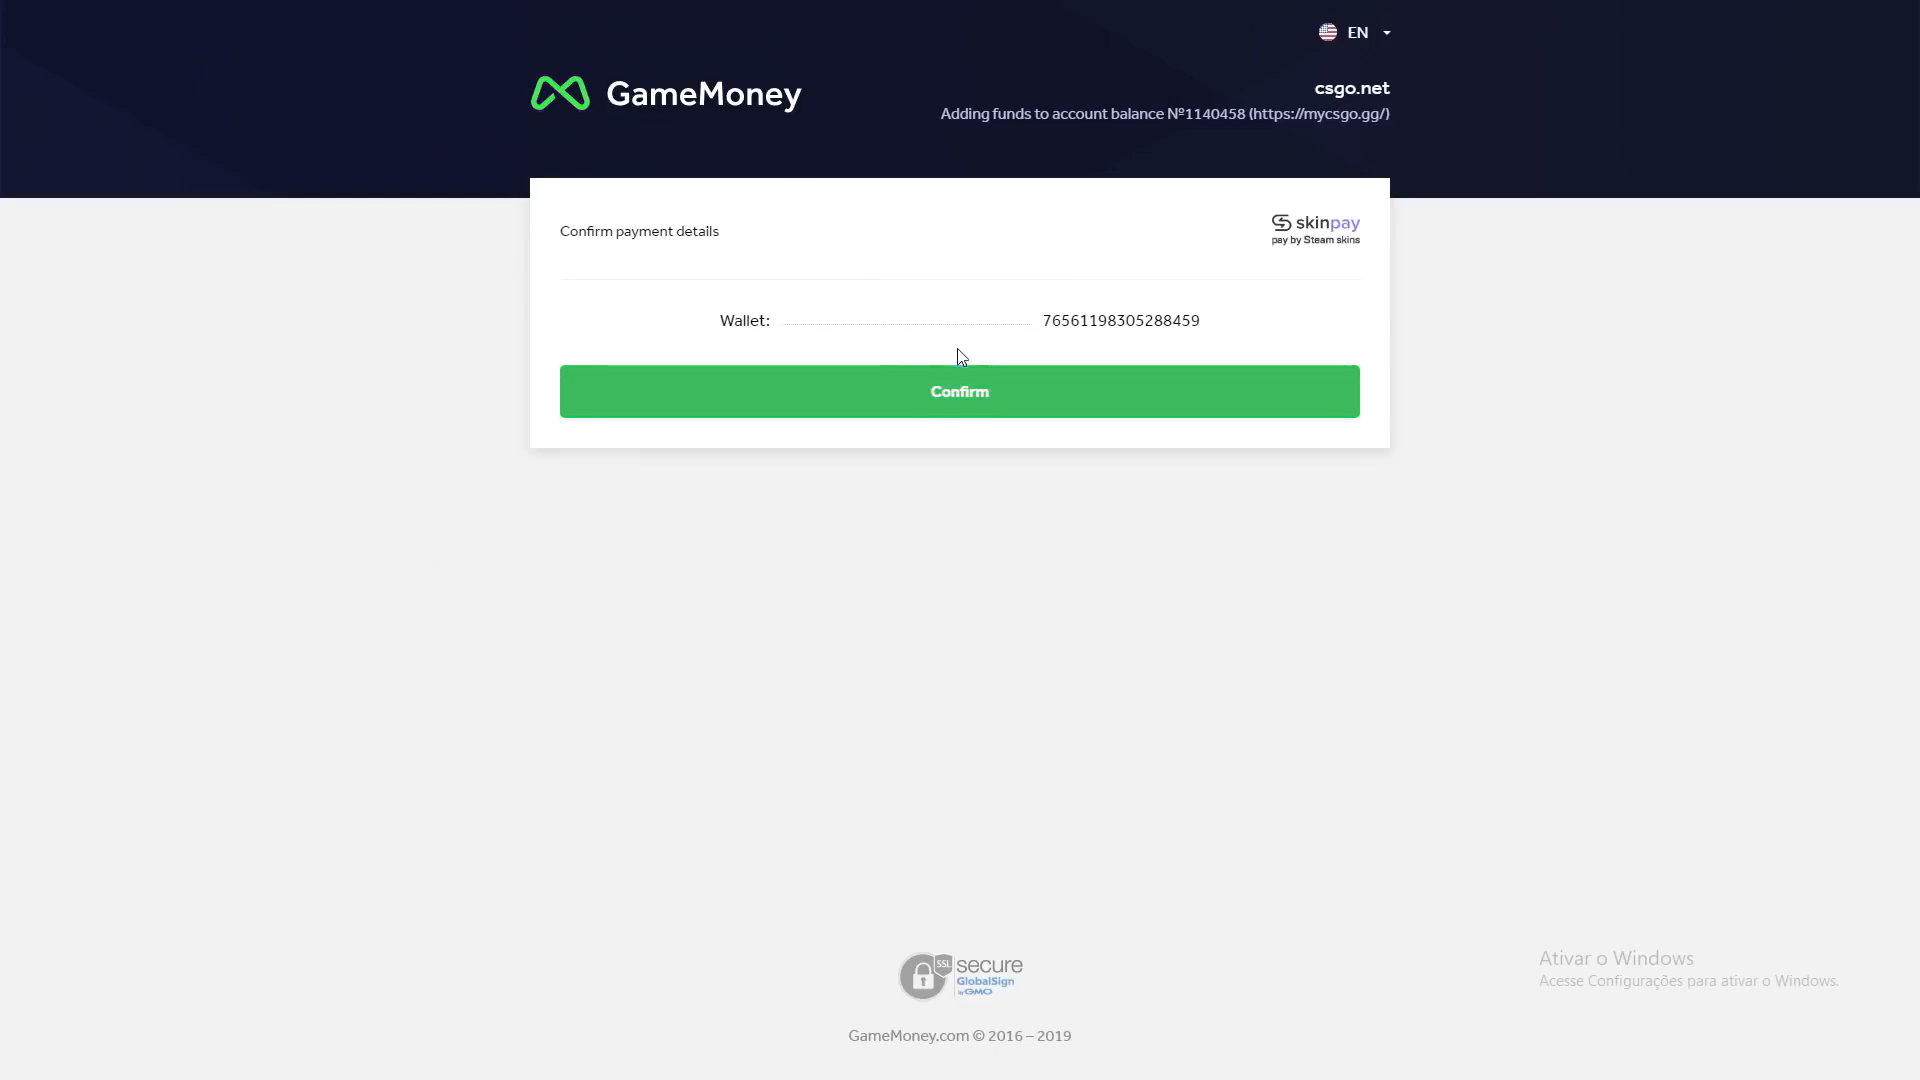 EN
GameMoney
csgo.net
Adding funds to account balance №1140458 (https://mycsgo.gg/)
Confirm payment details
skinpay
pay by Steam skins
Wallet: 76561198305288459
Confirm
SSL
secure
GlobalSign
by GMO
Ativar o Windows
Acesse Configurações para ativar o Windows.
GameMoney.com © 2016 – 2019